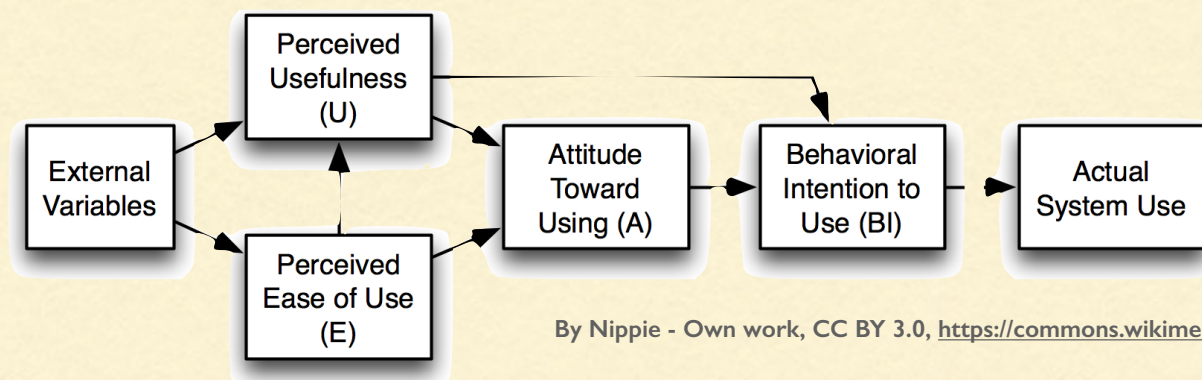 Perceived
Usefulness
(U)
External
Variables
Perceived
Ease of Use
(E)
Attitude
Toward
Using (A)
Behavioral
Intention to
Use (BI)
Actual
System Use
By Nippie - Own work, CC BY 3.0, https://commons.wikime